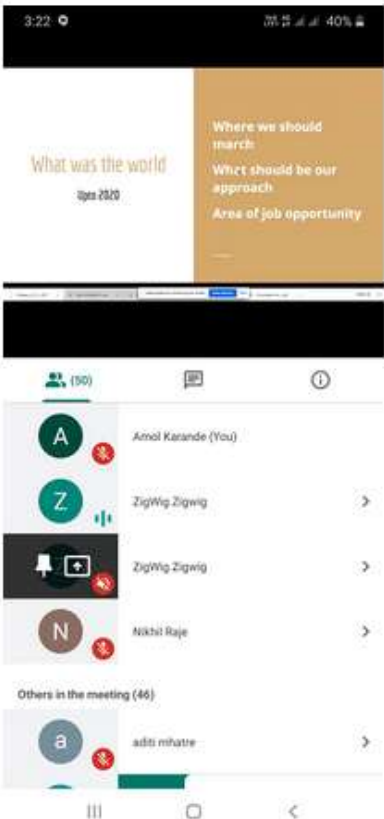 3:22
40%
What was the world
Upto 2020
Where we should
march
What should be our
approach
Area of job opportunity
(50)
A
Amol Karande (You)
Z
ZigWig Zigwig
ZigWig Zigwig
N
Nikhil Raje
Others in the meeting (46)
a
aditi mhatre